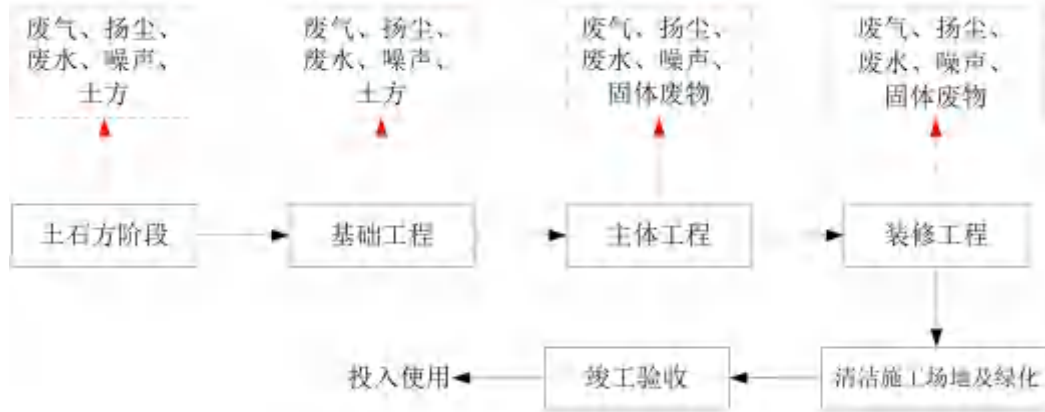 废气、扬尘、
废水、噪声、
土方
废气、扬尘、
废水、噪声、
土方
废气、扬尘、
废水、噪声、
固体废物
废气、扬尘、
废水、噪声、
固体废物
土石方阶段
基础工程
主体工程
装修工程
投入使用
竣工验收
清洁施工场地及绿化